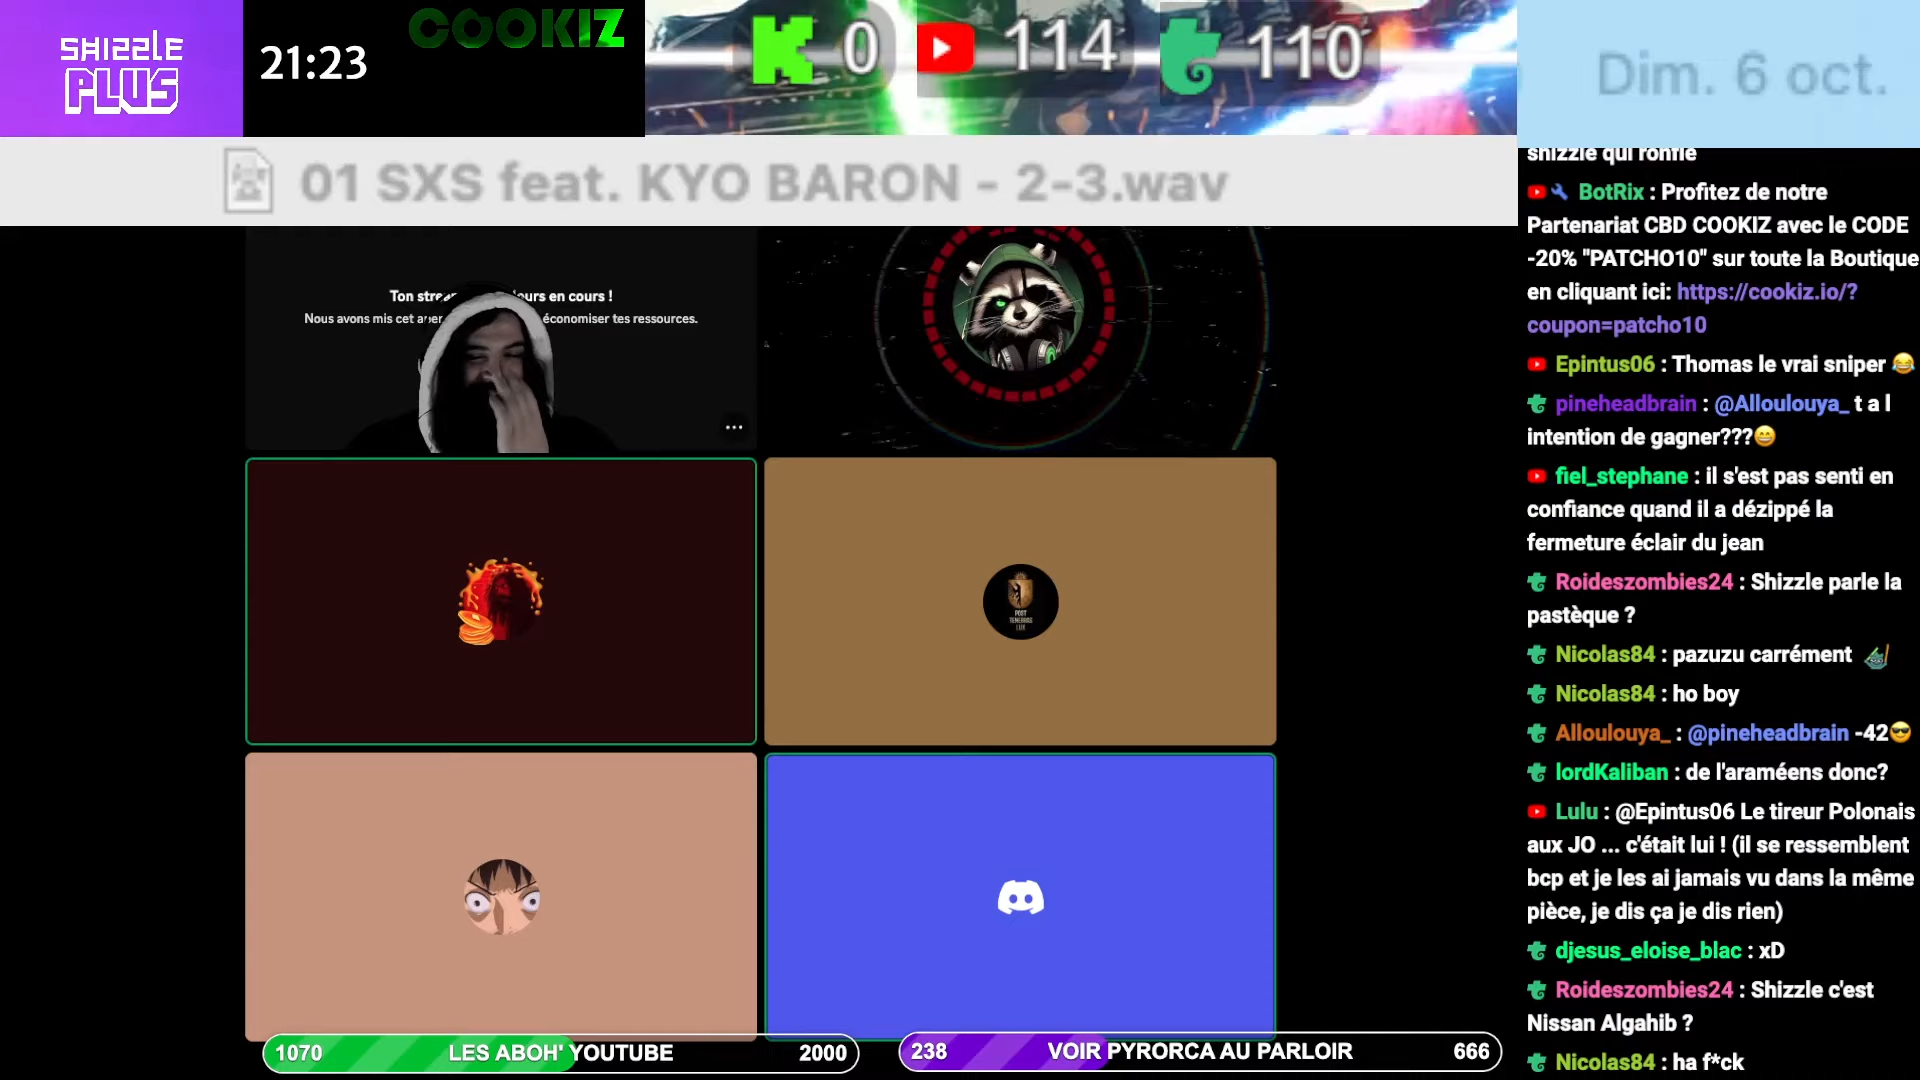 SHIZZLE
PLUS
21:23
COOKIZ
K 0
114
110
Dim. 6 oct.
01 SXS feat. KYO BARON - 2-3.wav
Ton
en cours !
Nous avons mis cet
économiser tes ressources.
POST
TENEBRAS
LUX
shizzle qui ronfle
BotRix : Profitez de notre
Partenariat CBD COOKIZ avec le CODE
-20% "PATCHO10" sur toute la Boutique
en cliquant ici: https://cookiz.io/?
coupon=patcho10
Epintus06 : Thomas le vrai sniper 😂
pineheadbrain : @Alloulouya_ t a l
intention de gagner???😄
fiel_stephane : il s'est pas senti en
confiance quand il a dézippé la
fermeture éclair du jean
Roideszombies24 : Shizzle parle la
pastèque ?
Nicolas84 : pazuzu carrément
Nicolas84 : ho boy
Alloulouya_ : @pineheadbrain -42😎
lordKaliban : de l'araméens donc?
Lulu : @Epintus06 Le tireur Polonais
aux JO ... c'était lui ! (il se ressemblent
bcp et je les ai jamais vu dans la même
pièce, je dis ça je dis rien)
djesus_eloise_blac : xD
Roideszombies24 : Shizzle c'est
Nissan Algahib ?
Nicolas84 : ha f*ck
1070 LES ABOH' YOUTUBE 2000
238 VOIR PYRORCA AU PARLOIR 666